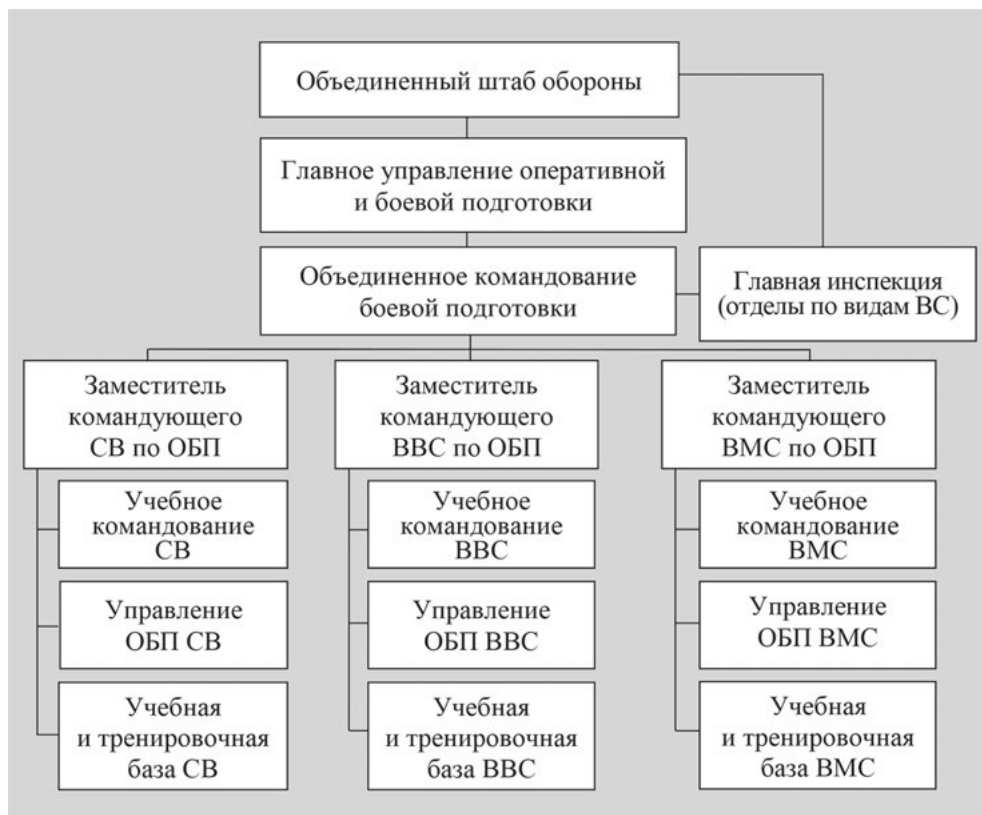 Объединенный штаб обороны
Главное управление оперативной
и боевой подготовки
Объединенное командование
боевой подготовки
Главная инспекция
(отделы по видам ВС)
Заместитель
командующего
СВ по ОБП
Учебное
командование
СВ
Управление
ОБП СВ
Учебная
и тренировочная
база СВ
Заместитель
командующего
ВВС по ОБП
Учебное
командование
ВВС
Управление
ОБП ВВС
Учебная
и тренировочная
база ВВС
Заместитель
командующего
ВМС по ОБП
Учебное
командование
ВМС
Управление
ОБП ВМС
Учебная
и тренировочная
база ВМС